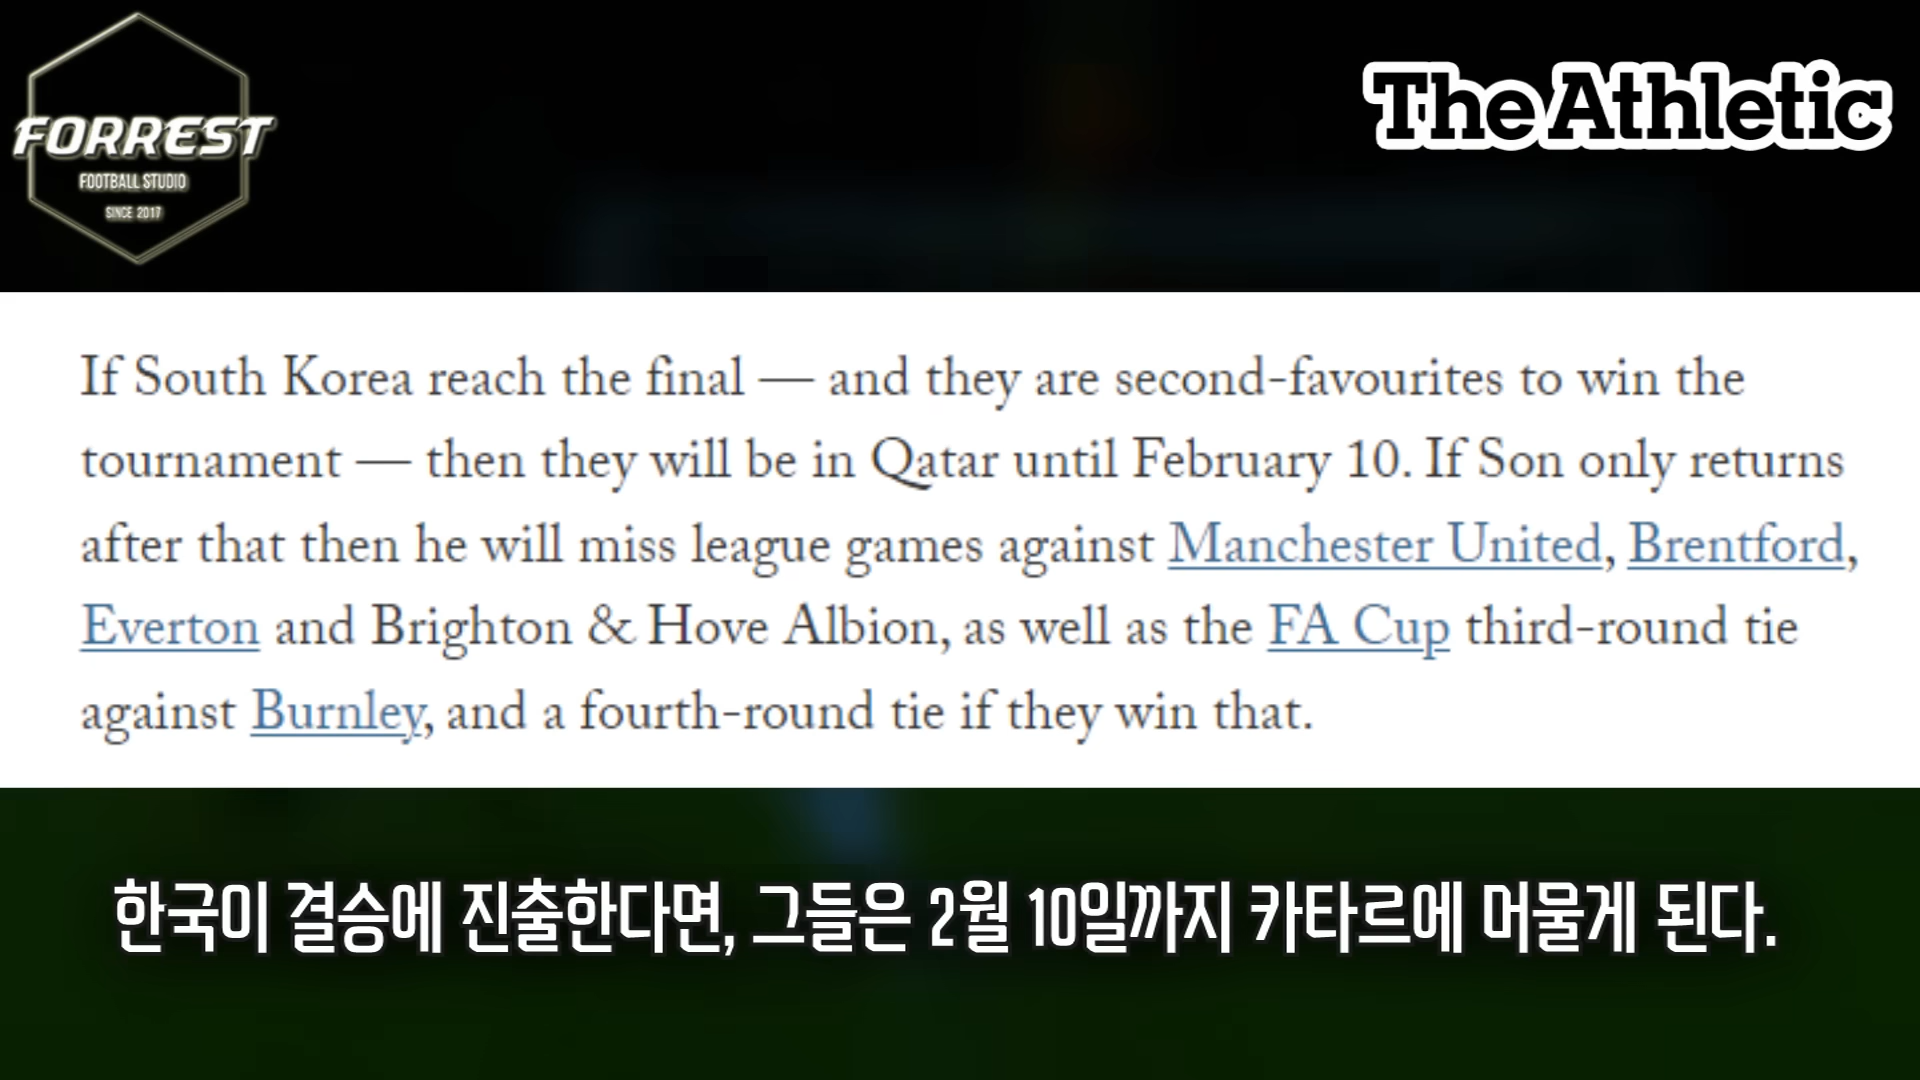 FORREST
FOOTBALL STUDIO
SINCE 2017
The Athletic
If South Korea reach the final — and they are second-favourites to win the
tournament — then they will be in Qatar until February 10. If Son only returns
after that then he will miss league games against Manchester United, Brentford,
Everton and Brighton & Hove Albion, as well as the FA Cup third-round tie
against Burnley, and a fourth-round tie if they win that.
한국이 결승에 진출한다면, 그들은 2월 10일까지 카타르에 머물게 된다.